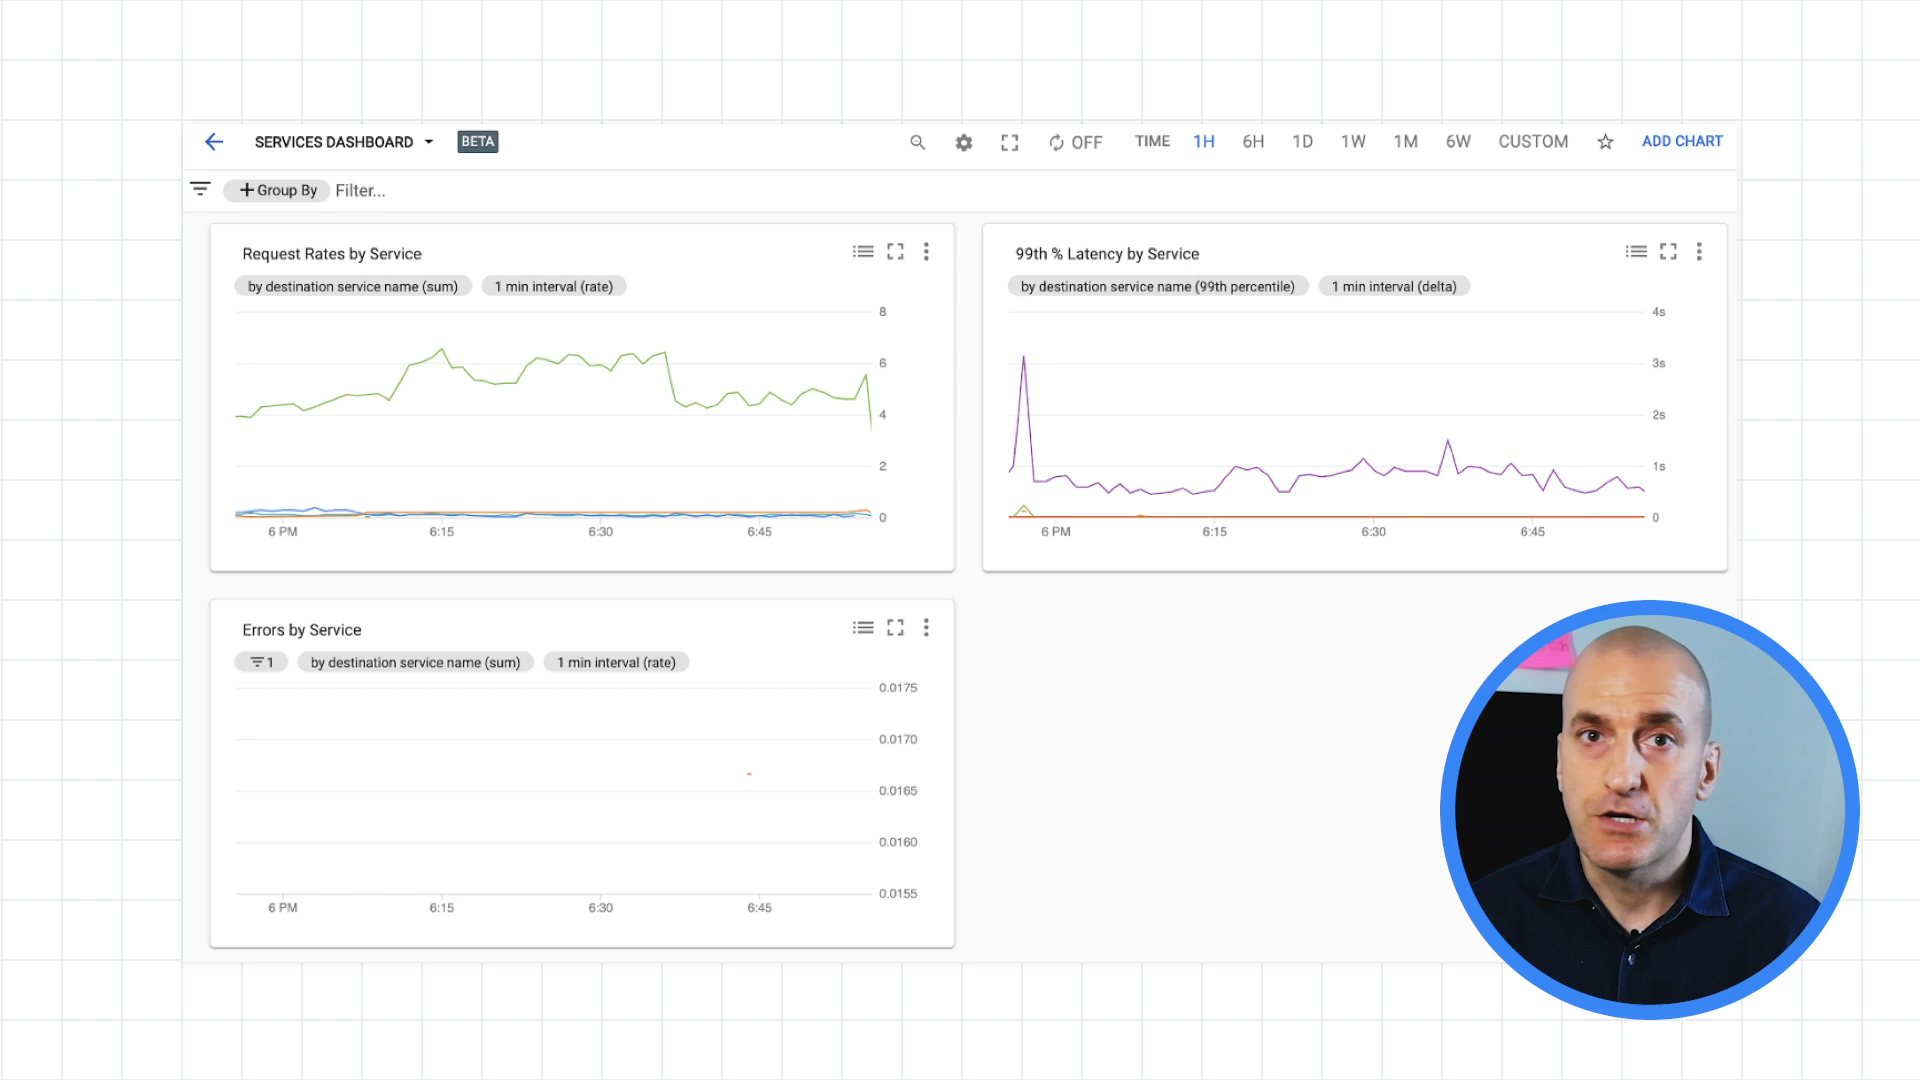 SERVICES DASHBOARD BETA OFF TIME 1H 6H 1D 1W 1M 6W CUSTOM ADD CHART
Group By Filter...
Request Rates by Service
by destination service name (sum) 1 min interval (rate)
8
6
4
2
0
6 PM 6:15 6:30 6:45
99th % Latency by Service
by destination service name (99th percentile) 1 min interval (delta)
4s
3s
2s
1s
0
6 PM 6:15 6:30 6:45
Errors by Service
1 by destination service name (sum) 1 min interval (rate)
0.0175
0.0170
0.0165
0.0160
0.0155
6 PM 6:15 6:30 6:45